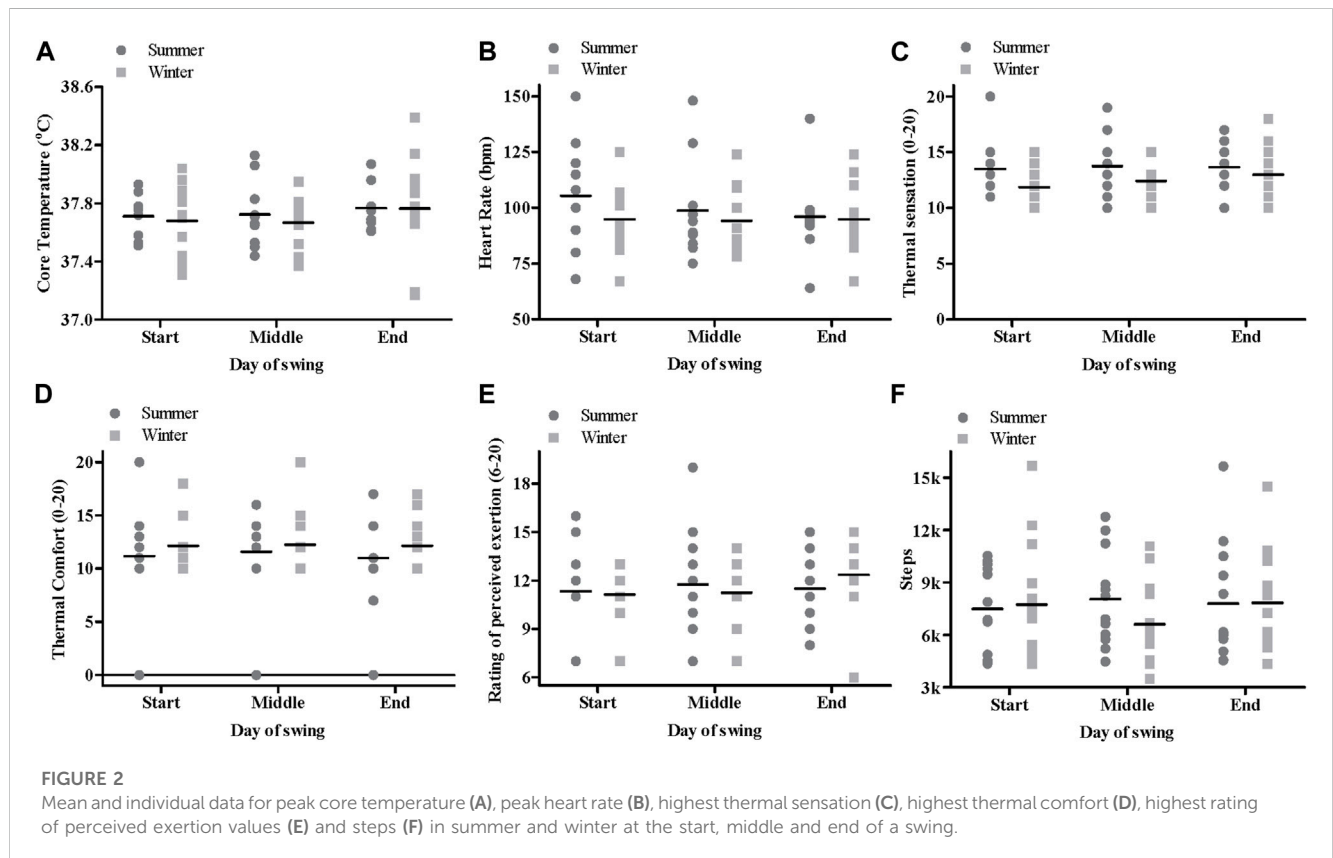 A
Summer
Winter
38.6
38.2
37.8
37.4
37.0
Core Temperature (°C)
Start Middle End
Day of swing
B
Summer
Winter
150
125
100
75
50
Heart Rate (bpm)
Start Middle End
Day of swing
C
Summer
Winter
20
15
10
5
0
Thermal sensation (0-20)
Start Middle End
Day of swing
D
Summer
Winter
20
15
10
5
0
Thermal Comfort (0-20)
Start Middle End
Day of swing
E
Summer
Winter
18
15
12
9
6
Rating of perceived exertion (6-20)
Start Middle End
Day of swing
F
Summer
Winter
15k
12k
9k
6k
3k
Steps
Start Middle End
Day of swing
FIGURE 2
Mean and individual data for peak core temperature (A), peak heart rate (B), highest thermal sensation (C), highest thermal comfort (D), highest rating
of perceived exertion values (E) and steps (F) in summer and winter at the start, middle and end of a swing.